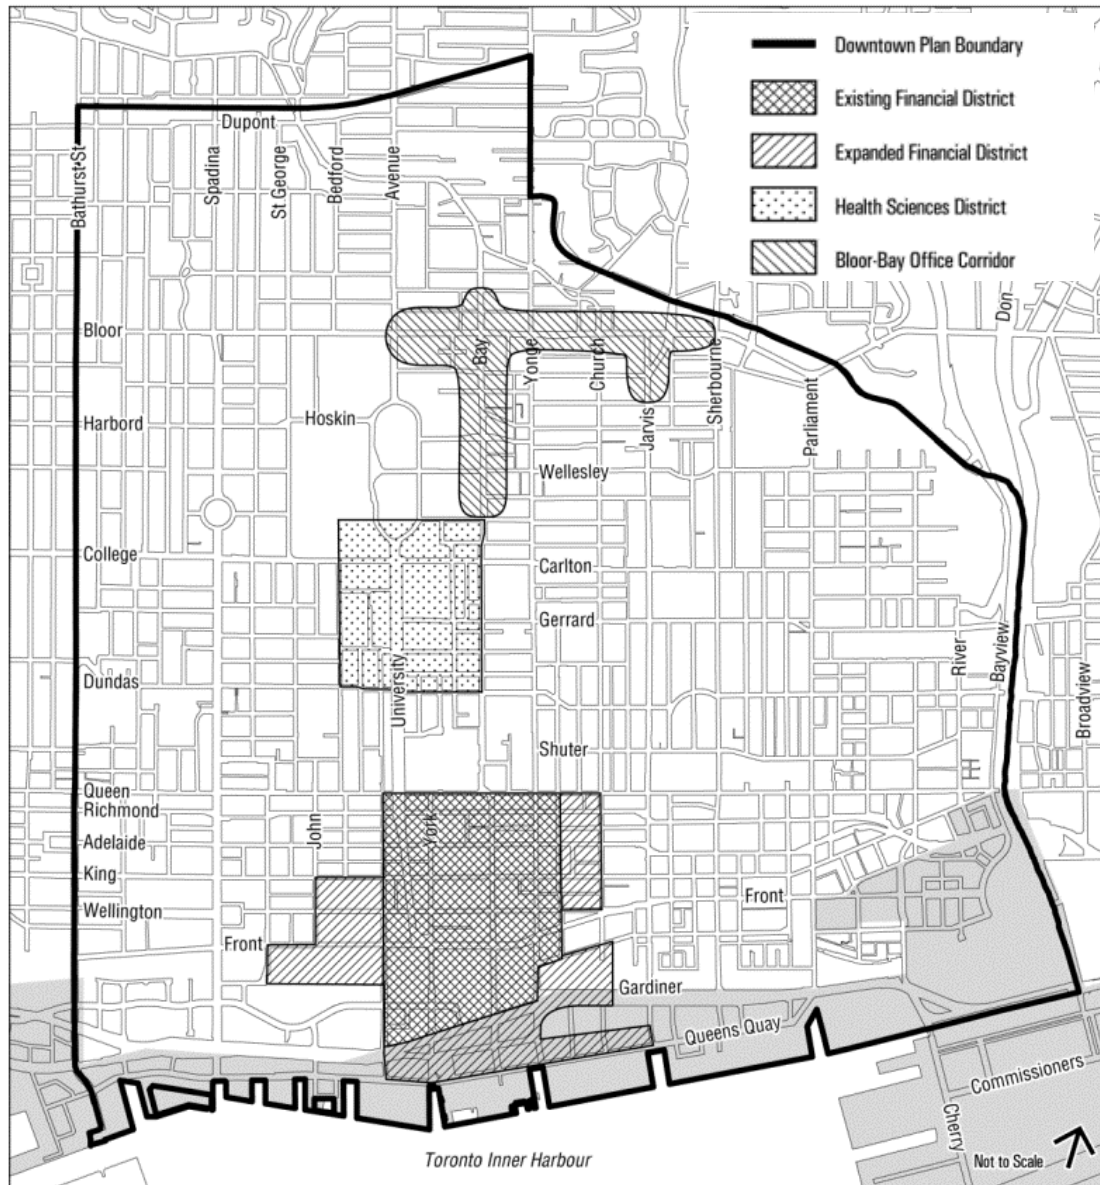 Downtown Plan Boundary
Existing Financial District
Expanded Financial District
Health Sciences District
Bloor-Bay Office Corridor
Dupont
Bathurst St
Spadina
St George
Bedford
Avenue
Don
Bloor
Bay
Yonge
Church
Sherbourne
Jarvis
Parliament
Harbord
Hoskin
Wellesley
College
Carlton
Gerrard
University
Dundas
River
Bayview
Broadview
Shuter
Queen
Richmond
John
York
Adelaide
King
Wellington
Front
Front
Gardiner
Queens Quay
Commissioners
Cherry
Not to Scale
Toronto Inner Harbour